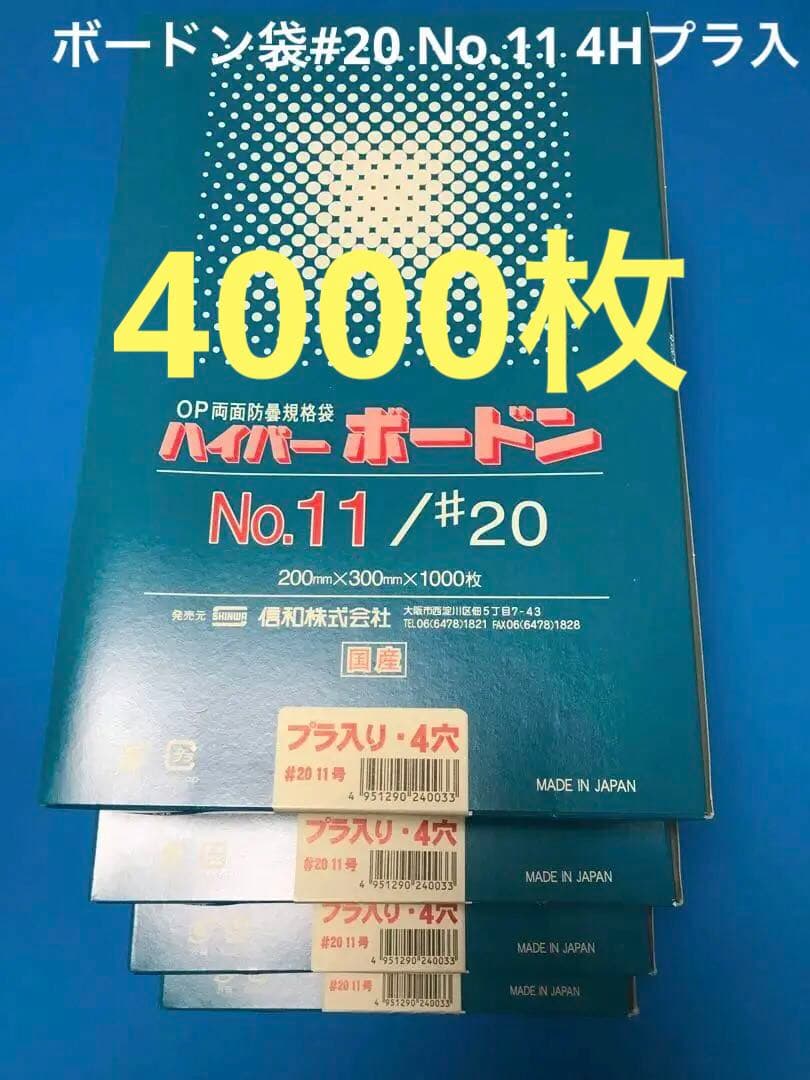 ボードン袋#20 No.11 4Hプラ入
4000枚
OP両面防曇規格袋
ハイパー ボードン
No.11/#20
200mm×300mm×1000枚
発売元 SHINWA 信和株式会社 大阪市西淀川区佃5丁目7-43
TEL06(6478)1821 FAX06(6478)1828
国産
プラ入り・4穴
#20 11号
4 951290 240033
MADE IN JAPAN
プラ入り・4穴
#20 11号
4 951290 240033
MADE IN JAPAN
プラ入り・4穴
#20 11号
4 951290 240033
MADE IN JAPAN
#20 11号
4 951290 240033
MADE IN JAPAN